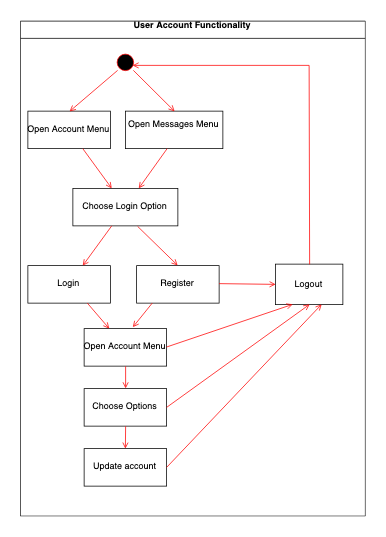 User Account Functionality
Open Account Menu
Open Messages Menu
Choose Login Option
Login
Register
Logout
Open Account Menu
Choose Options
Update account